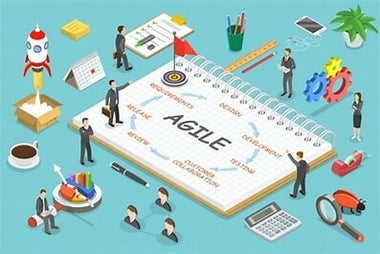 REQUIREMENTS
DESIGN
DEVELOPMENT
TESTING
CUSTOMER
COLLABORATION
REVIEW
RELEASE
AGILE